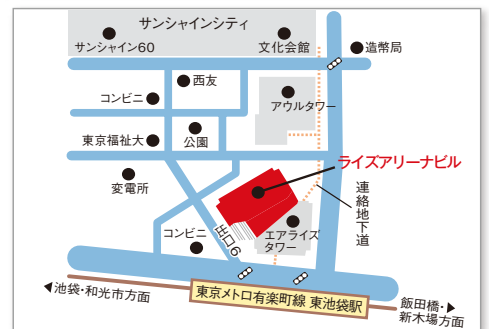 サンシャインシティ
サンシャイン60
文化会館
造幣局
西友
コンビニ
アウルタワー
東京福祉大
公園
ライズアリーナビル
変電所
連絡地下道
出口6
コンビニ
エアライズ
タワー
池袋・和光市方面
東京メトロ有楽町線 東池袋駅
飯田橋・
新木場方面